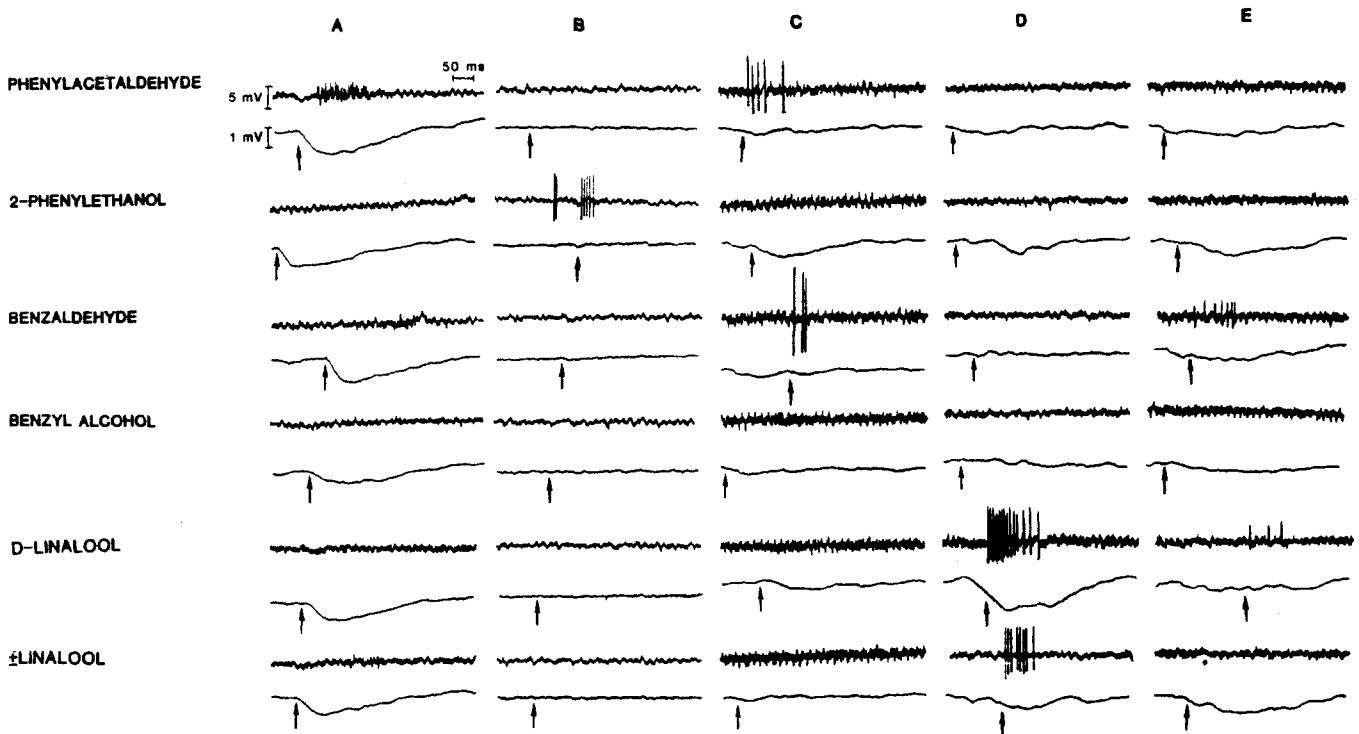 A B C D E
50 ms
PHENYLACETALDEHYDE
5 mV
1 mV
2-PHENYLETHANOL
BENZALDEHYDE
BENZYL ALCOHOL
D-LINALOOL
±LINALOOL